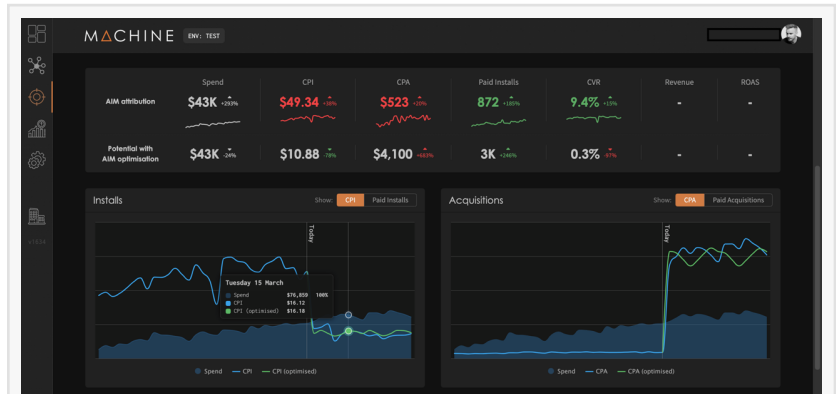 MACHINE ENV: TEST
Spend CPI CPA Paid Installs CVR Revenue ROAS
AIM attribution $43K +293% $49.34 +38% $523 +20% 872 +185% 9.4% +15% - -
Potential with
AIM optimisation $43K -24% $10.88 -78% $4,100 +683% 3K +246% 0.3% -97% - -
Installs Show: CPI Paid Installs
Acquisitions Show: CPA Paid Acquisitions
Today
Today
Tuesday 15 March
Spend $76,859 100%
CPI $16.12
CPI (optimised) $16.18
Spend CPI CPI(optimised)
Spend CPA CPA(optimised)